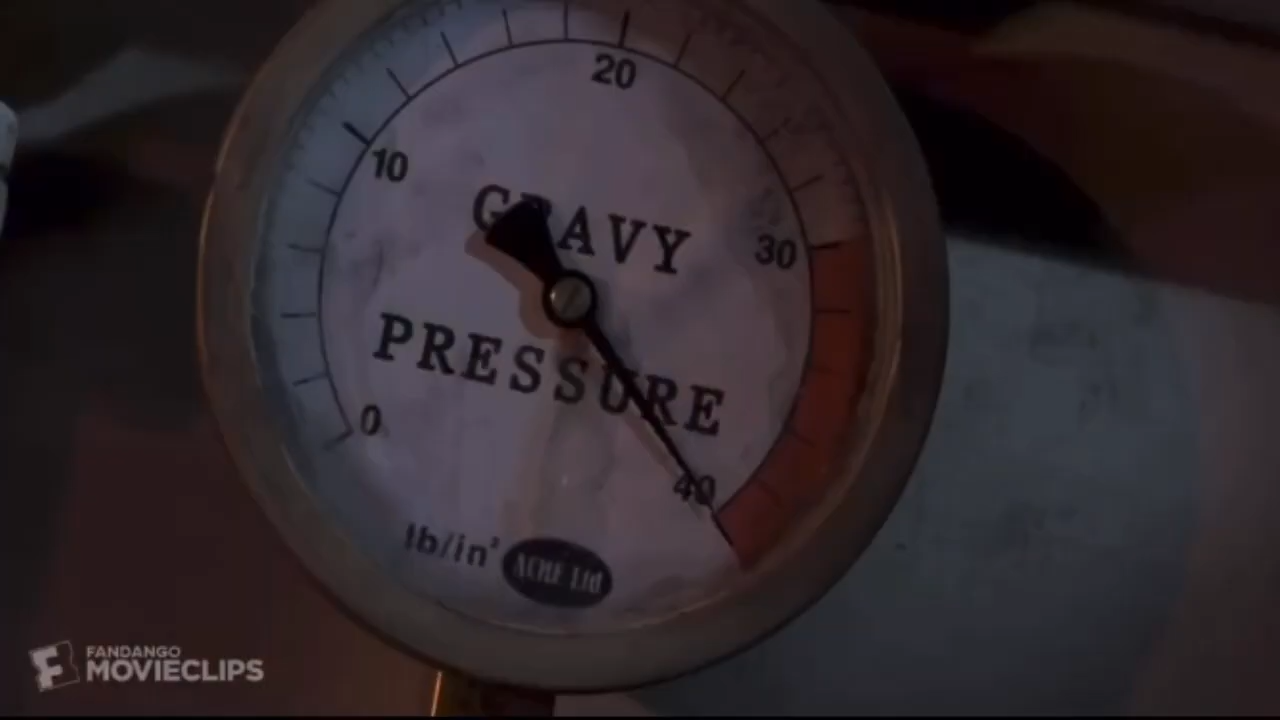 20
10
GRAVY
30
PRESSURE
0
40
lb/in²
ACME Ltd
FANDANGO
MOVIECLIPS